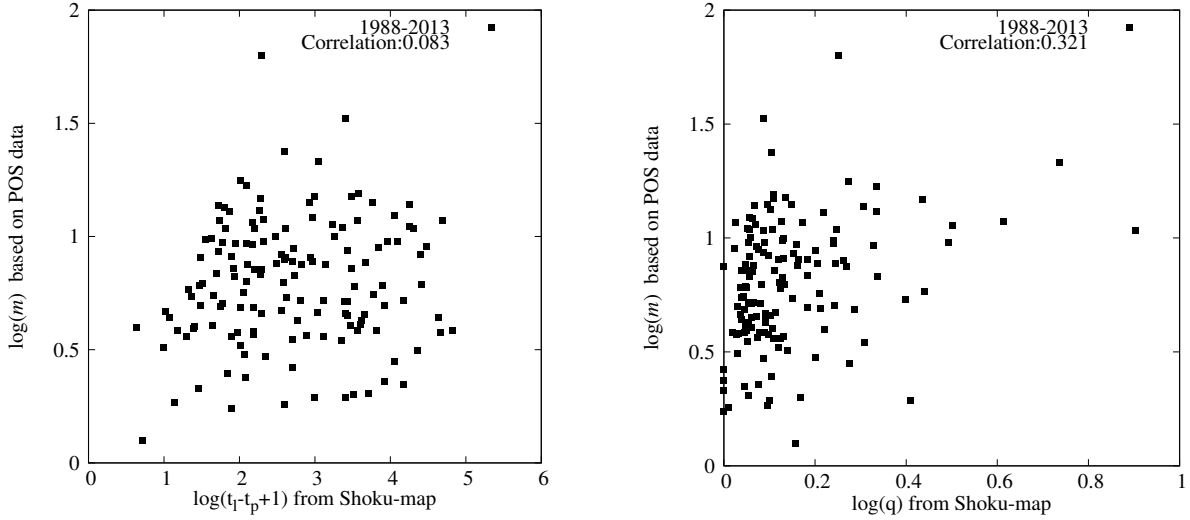 2
1.5
1
0.5
0
log(m) based on POS data
1988-2013
Correlation:0.083
0 1 2 3 4 5 6
log(tl-tp+1) from Shoku-map
2
1.5
1
0.5
0
log(m) based on POS data
1988-2013
Correlation:0.321
0 0.2 0.4 0.6 0.8 1
log(q) from Shoku-map